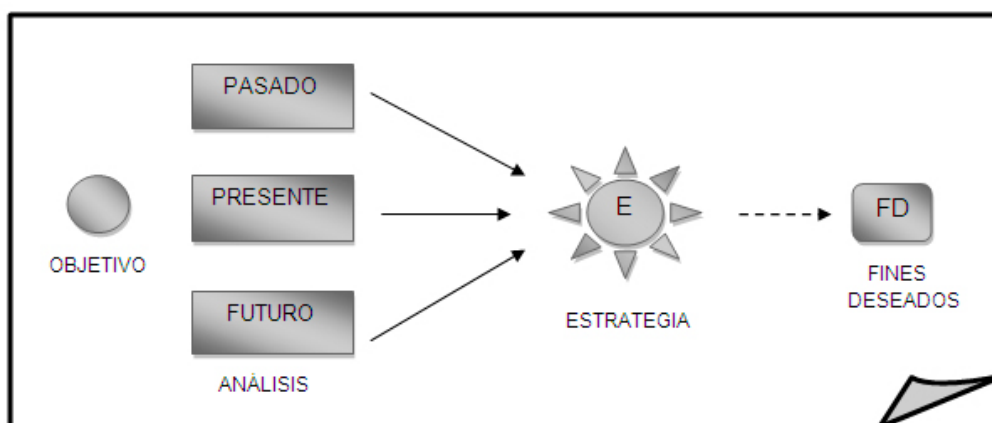 PASADO
PRESENTE
OBJETIVO
FUTURO
ANÁLISIS
E
ESTRATEGIA
FD
FINES
DESEADOS